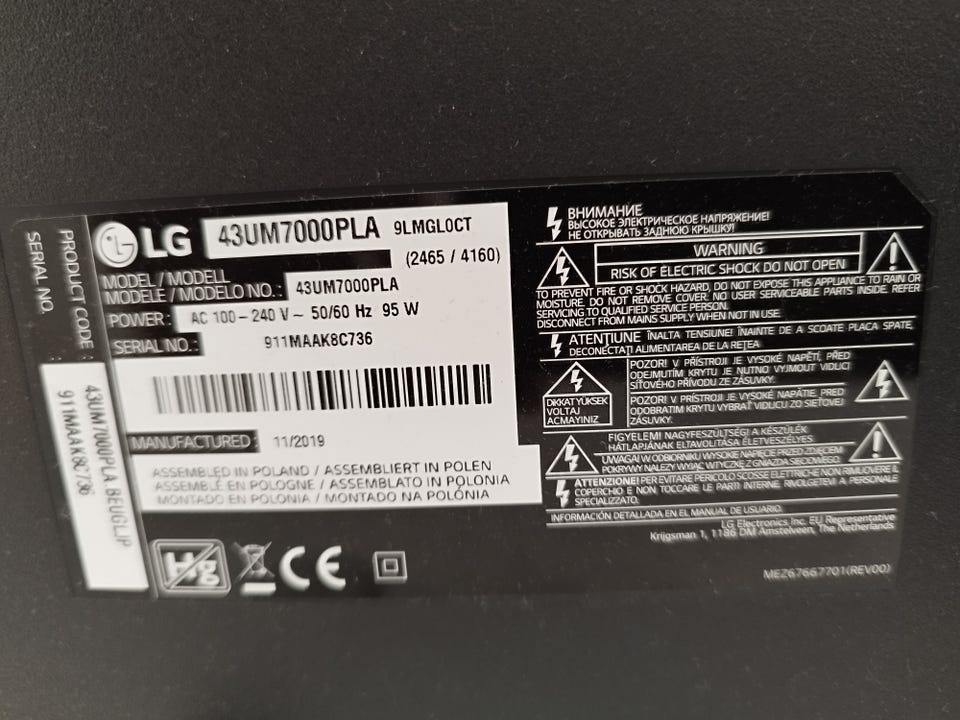 LG 43UM7000PLA 9LMGL0CT
(2465 / 4160)
MODEL / MODELL
MODÈLE / MODELO NO. : 43UM7000PLA
POWER : AC 100 – 240 V ~ 50/60 Hz 95 W
SERIAL NO. : 911MAAK8C736
MANUFACTURED : 11/2019
ASSEMBLED IN POLAND / ASSEMBLIERT IN POLEN
ASSEMBLÉ EN POLOGNE / ASSEMBLATO IN POLONIA
MONTADO EN POLONIA / MONTADO NA POLÓNIA
Hg
CE
PRODUCT CODE : 43UM7000PLA BEUGLJP
SERIAL NO. : 911MAAK8C736
ВНИМАНИЕ
ВЫСОКОЕ ЭЛЕКТРИЧЕСКОЕ НАПРЯЖЕНИЕ!
НЕ ОТКРЫВАТЬ ЗАДНЮЮ КРЫШКУ!
WARNING
RISK OF ELECTRIC SHOCK DO NOT OPEN
TO PREVENT FIRE OR SHOCK HAZARD, DO NOT EXPOSE THIS APPLIANCE TO RAIN OR
MOISTURE. DO NOT REMOVE COVER. NO USER SERVICEABLE PARTS INSIDE. REFER
SERVICING TO QUALIFIED SERVICE PERSON.
DISCONNECT FROM MAINS SUPPLY WHEN NOT IN USE.
ATENŢIUNE ÎNALTA TENSIUNE! ÎNAINTE DE A SCOATE PLACA SPATE,
DECONECTAŢI ALIMENTAREA DE LA REŢEA
DIKKAT YÜKSEK
VOLTAJ
AÇMAYINIZ
POZOR! V PŘÍSTROJI JE VYSOKÉ NAPĚTÍ, PŘED
ODEJMUTÍM KRYTU JE NUTNO VYJMOUT VIDLICI
SÍŤOVÉHO PŘÍVODU ZE ZÁSUVKY.
POZOR! V PRÍSTROJI JE VYSOKÉ NAPÄTIE, PRED
ODOBRATIM KRYTU VYBRAŤ VIDLICU ZO SIEŤOVEJ
ZÁSUVKY.
FIGYELEM! NAGYFESZÜLTSÉG! A KÉSZÜLÉK
HÁTLAPJÁNAK ELTÁVOLÍTÁSA ÉLETVESZÉLYES.
UWAGA! W ODBIORNIKU WYSOKIE NAPIĘCIE PRZED ZDJĘCIEM
POKRYWY NALEŻY WYJĄĆ WTYCZKĘ Z GNIAZDA SIECIOWEGO.
ATTENZIONE! PER EVITARE PERICOLO SCOSSE ELETTRICHE NON RIMUOVERE IL
COPERCHIO E NON TOCCARE LE PARTI INTERNE. RIVOLGETEVI A PERSONALE
SPECIALIZZATO.
INFORMACIÓN DETALLADA EN EL MANUAL DE USUARIO.
LG Electronics Inc. EU Representative
Krijgsman 1, 1186 DM Amstelveen, The Netherlands
MEZ67667701(REV00)